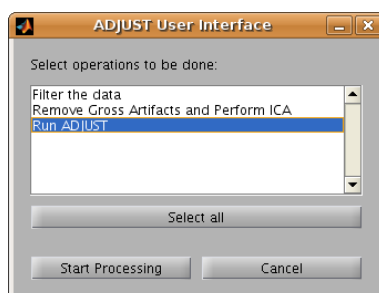 ADJUST User Interface
Select operations to be done:
Filter the data
Remove Gross Artifacts and Perform ICA
Run ADJUST
Select all
Start Processing
Cancel